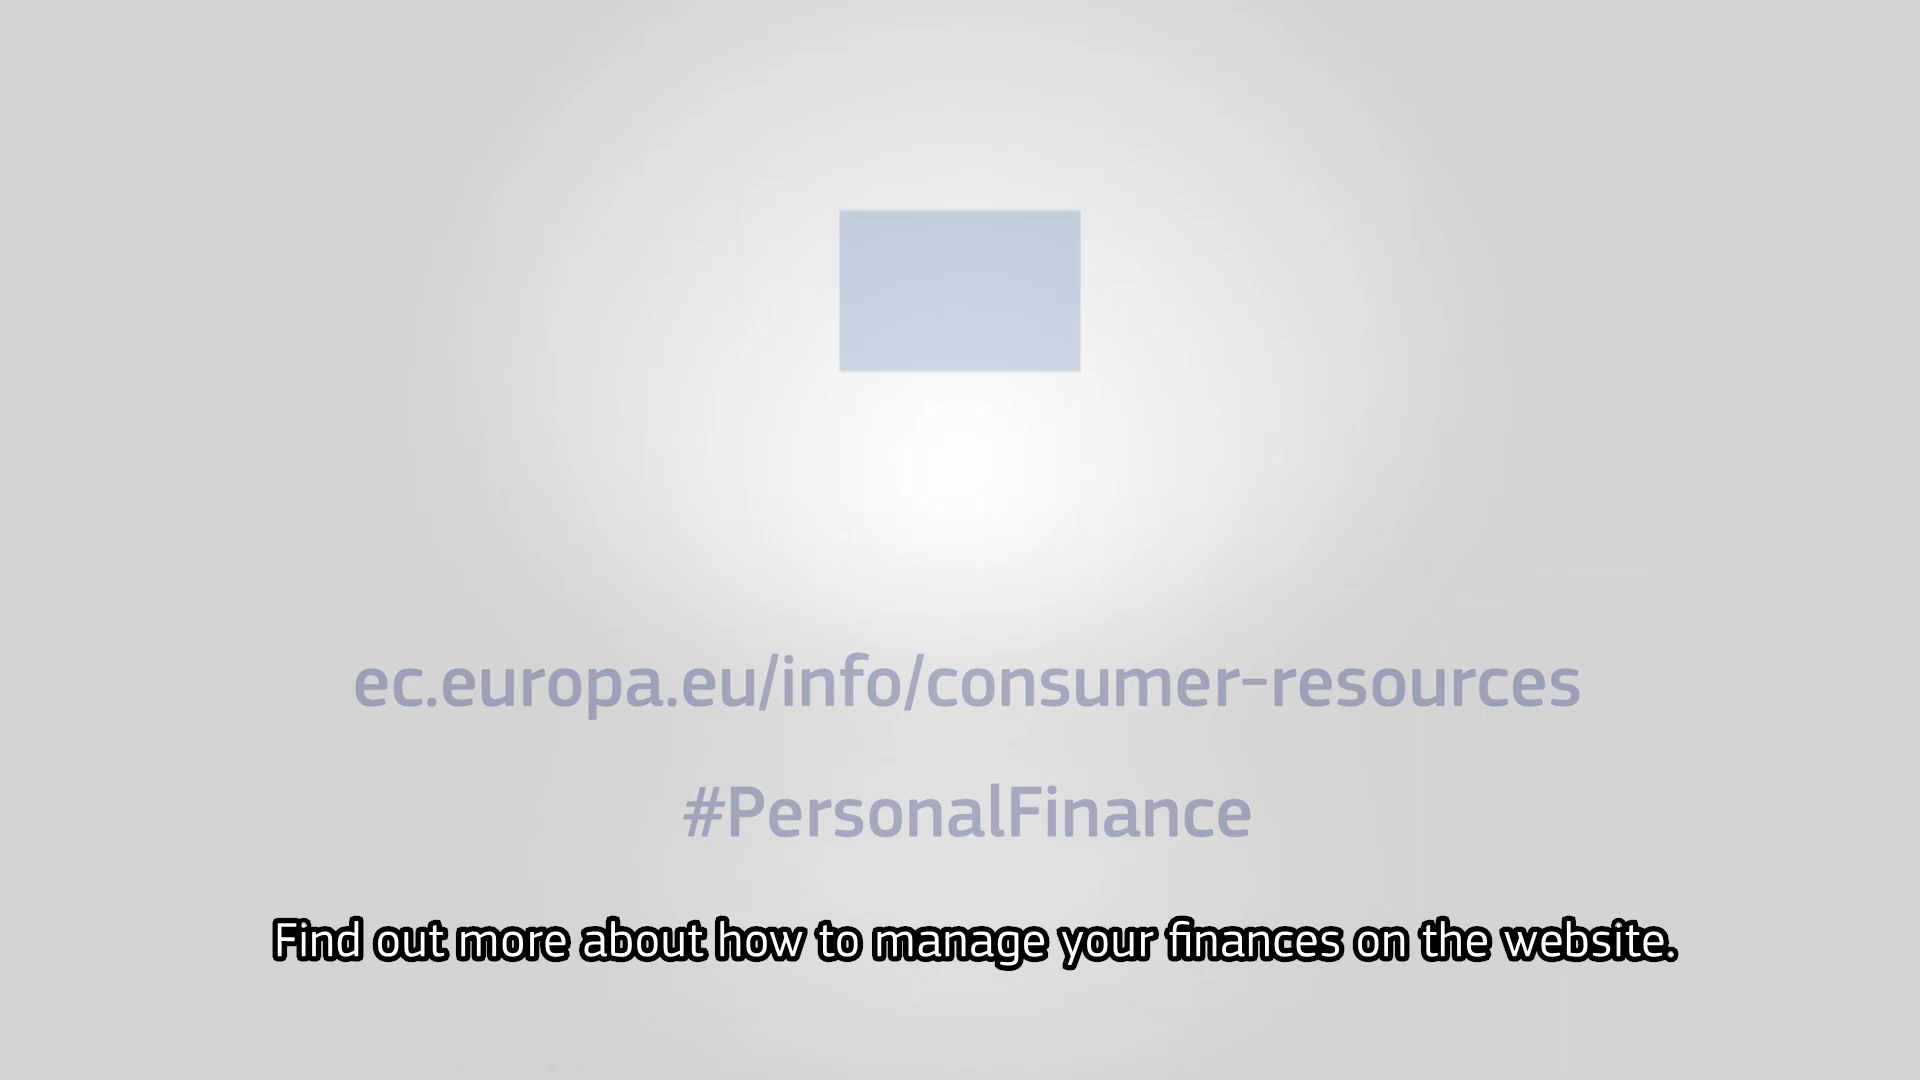 ec.europa.eu/info/consumer-resources
#PersonalFinance
Find out more about how to manage your finances on the website.